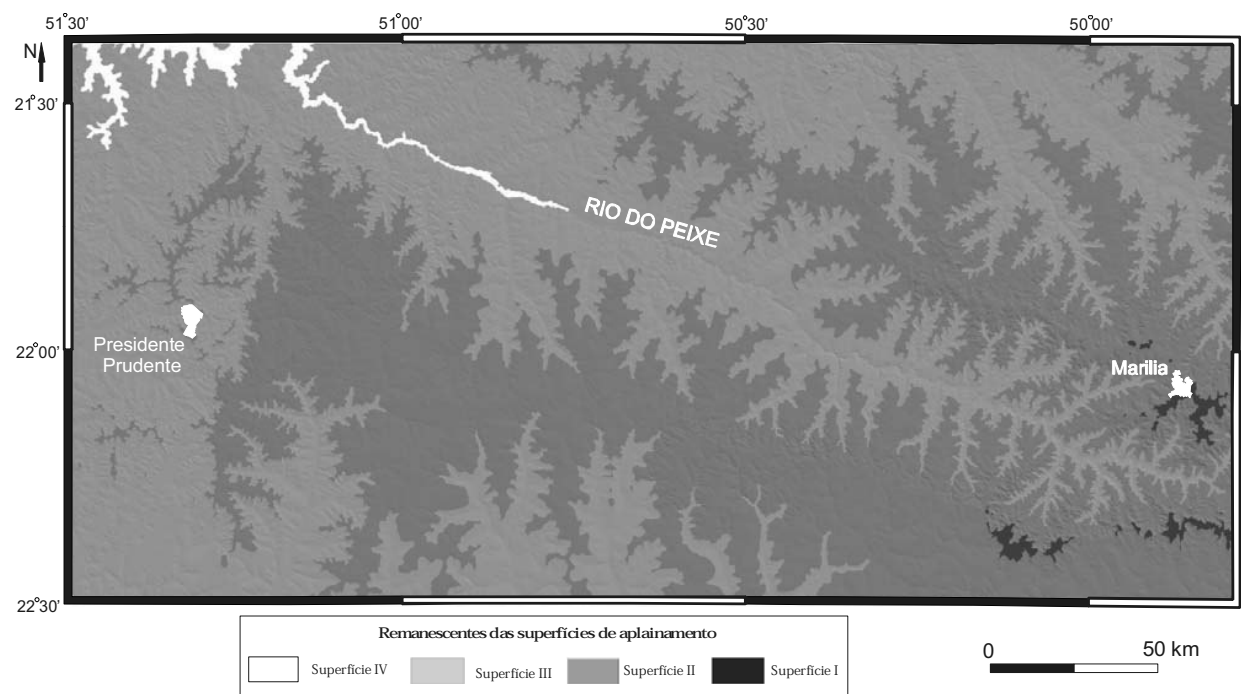 51°30'
51°00'
50°30'
50°00'
N
21°30'
RIO DO PEIXE
Presidente
Prudente
22°00'
Marilia
22°30'
Remanescentes das superfícies de aplainamento
Superfície IV
Superfície III
Superfície II
Superfície I
0
50 km